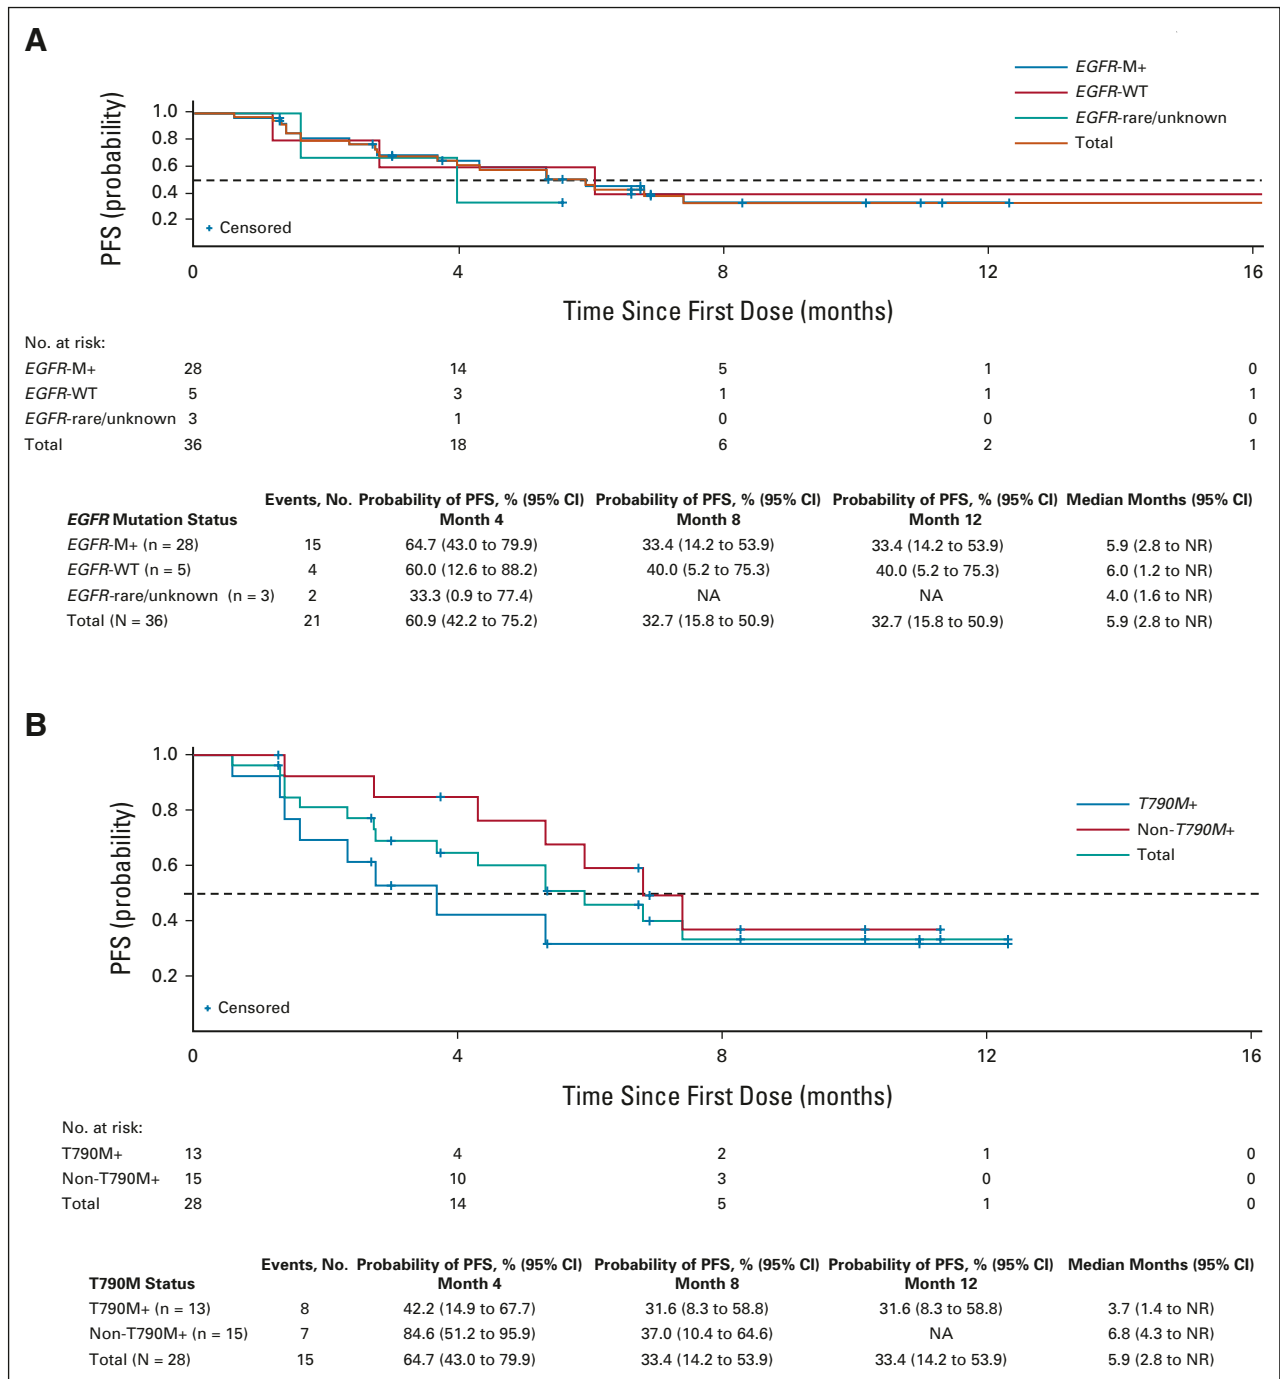 A
EGFR-M+
EGFR-WT
EGFR-rare/unknown
Total
PFS (probability)
1.0
0.8
0.6
0.4
0.2
+ Censored
0 4 8 12 16
Time Since First Dose (months)
No. at risk:
EGFR-M+ 28 14 5 1 0
EGFR-WT 5 3 1 1 1
EGFR-rare/unknown 3 1 0 0 0
Total 36 18 6 2 1
Events, No. Probability of PFS, % (95% CI) Probability of PFS, % (95% CI) Probability of PFS, % (95% CI) Median Months (95% CI)
EGFR Mutation Status Month 4 Month 8 Month 12
EGFR-M+ (n = 28) 15 64.7 (43.0 to 79.9) 33.4 (14.2 to 53.9) 33.4 (14.2 to 53.9) 5.9 (2.8 to NR)
EGFR-WT (n = 5) 4 60.0 (12.6 to 88.2) 40.0 (5.2 to 75.3) 40.0 (5.2 to 75.3) 6.0 (1.2 to NR)
EGFR-rare/unknown (n = 3) 2 33.3 (0.9 to 77.4) NA NA 4.0 (1.6 to NR)
Total (N = 36) 21 60.9 (42.2 to 75.2) 32.7 (15.8 to 50.9) 32.7 (15.8 to 50.9) 5.9 (2.8 to NR)
B
T790M+
Non-T790M+
Total
PFS (probability)
1.0
0.8
0.6
0.4
0.2
+ Censored
0 4 8 12 16
Time Since First Dose (months)
No. at risk:
T790M+ 13 4 2 1 0
Non-T790M+ 15 10 3 0 0
Total 28 14 5 1 0
Events, No. Probability of PFS, % (95% CI) Probability of PFS, % (95% CI) Probability of PFS, % (95% CI) Median Months (95% CI)
T790M Status Month 4 Month 8 Month 12
T790M+ (n = 13) 8 42.2 (14.9 to 67.7) 31.6 (8.3 to 58.8) 31.6 (8.3 to 58.8) 3.7 (1.4 to NR)
Non-T790M+ (n = 15) 7 84.6 (51.2 to 95.9) 37.0 (10.4 to 64.6) NA 6.8 (4.3 to NR)
Total (N = 28) 15 64.7 (43.0 to 79.9) 33.4 (14.2 to 53.9) 33.4 (14.2 to 53.9) 5.9 (2.8 to NR)